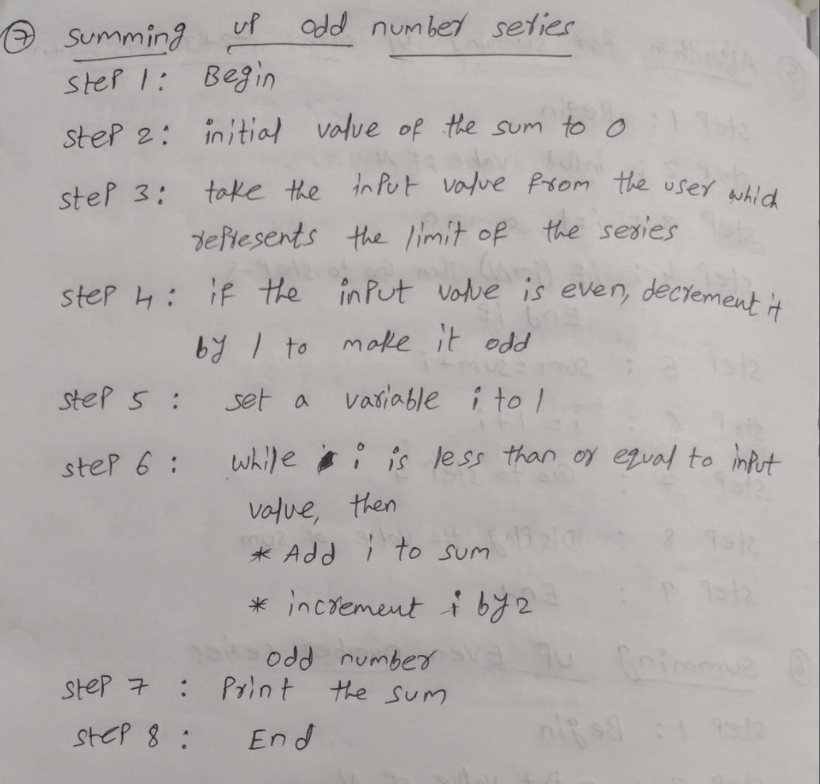 ⑦ summing up odd number series
step 1: Begin
step 2: initial value of the sum to 0
step 3: take the input value from the user which
represents the limit of the series
step 4: if the input value is even, decrement it
by 1 to make it odd
step 5: set a variable i to 1
step 6: while i is less than or equal to input
value, then
* Add i to sum
* increment i by 2
odd number
step 7: Print the sum
step 8: End